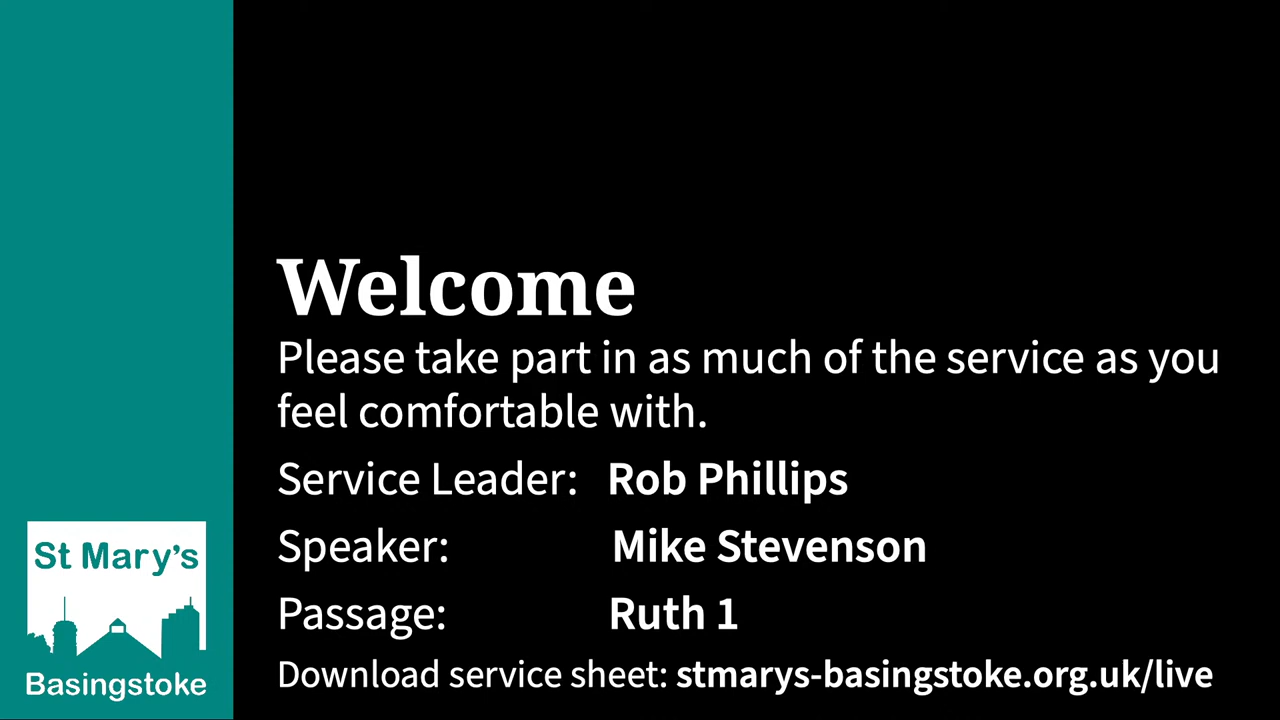 Welcome
Please take part in as much of the service as you
feel comfortable with.
Service Leader: Rob Phillips
Speaker: Mike Stevenson
Passage: Ruth 1
Download service sheet: stmarys-basingstoke.org.uk/live
St Mary's
Basingstoke